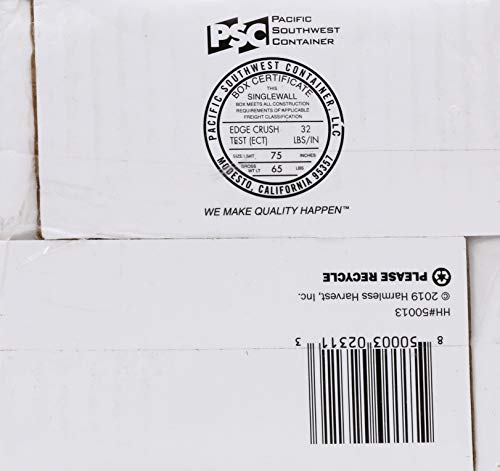 PSC
PACIFIC
SOUTHWEST
CONTAINER
PACIFIC SOUTHWEST CONTAINER, LLC
BOX CERTIFICATE
THIS
SINGLEWALL
BOX MEETS ALL CONSTRUCTION
REQUIREMENTS OF APPLICABLE
FREIGHT CLASSIFICATION
EDGE CRUSH 32
TEST (ECT) LBS/IN
SIZE LIMIT 75 INCHES
GROSS WT LT 65 LBS
MODESTO, CALIFORNIA 95357
WE MAKE QUALITY HAPPEN™
PLEASE RECYCLE
© 2019 Harmless Harvest, Inc.
HH#50013
8 50003 02311 3